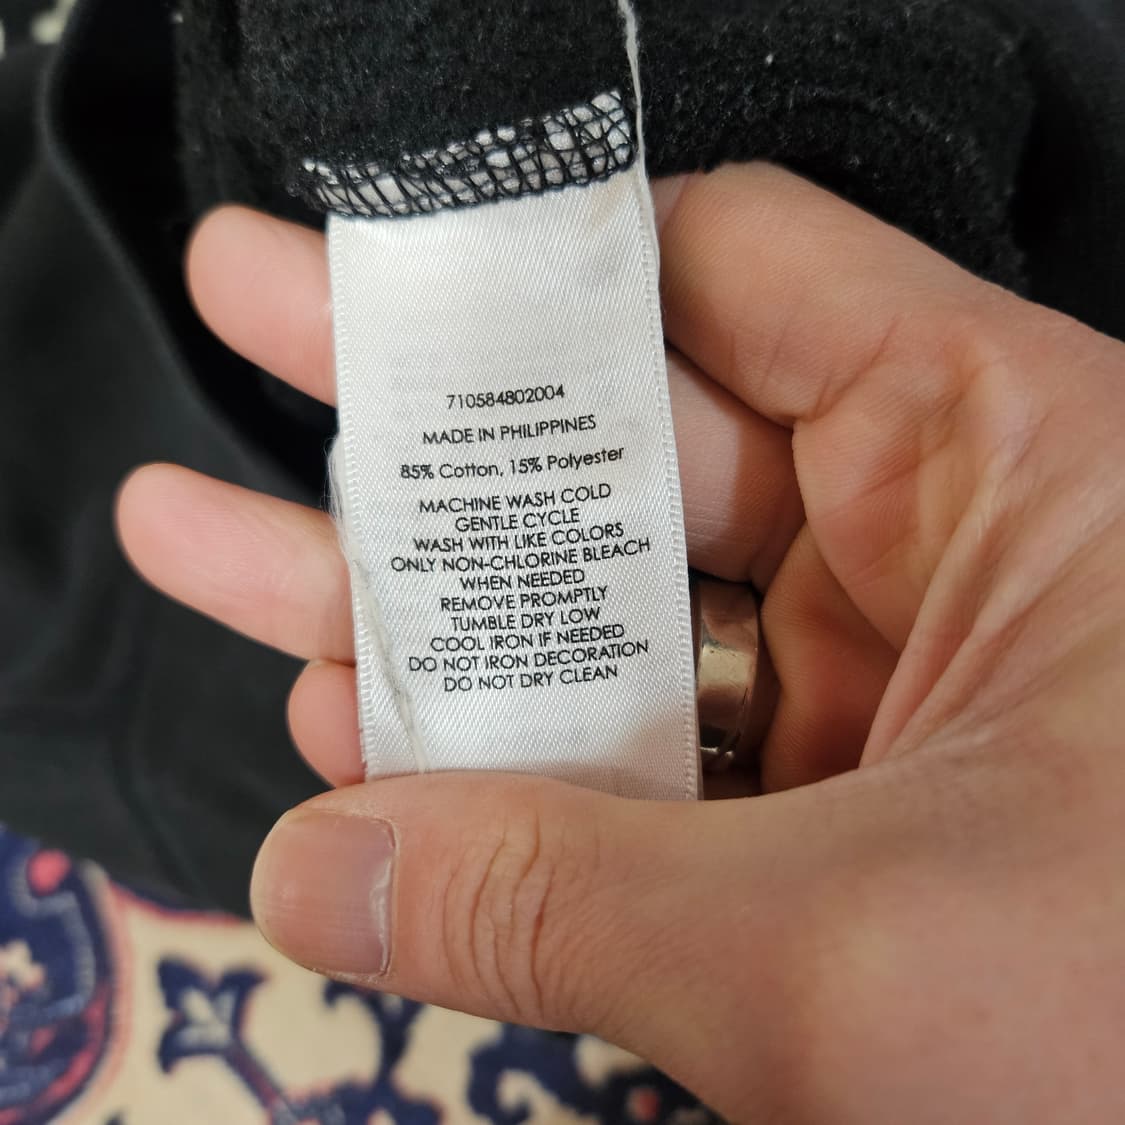 710584802004
MADE IN PHILIPPINES
85% Cotton, 15% Polyester
MACHINE WASH COLD
GENTLE CYCLE
WASH WITH LIKE COLORS
ONLY NON-CHLORINE BLEACH
WHEN NEEDED
REMOVE PROMPTLY
TUMBLE DRY LOW
COOL IRON IF NEEDED
DO NOT IRON DECORATION
DO NOT DRY CLEAN